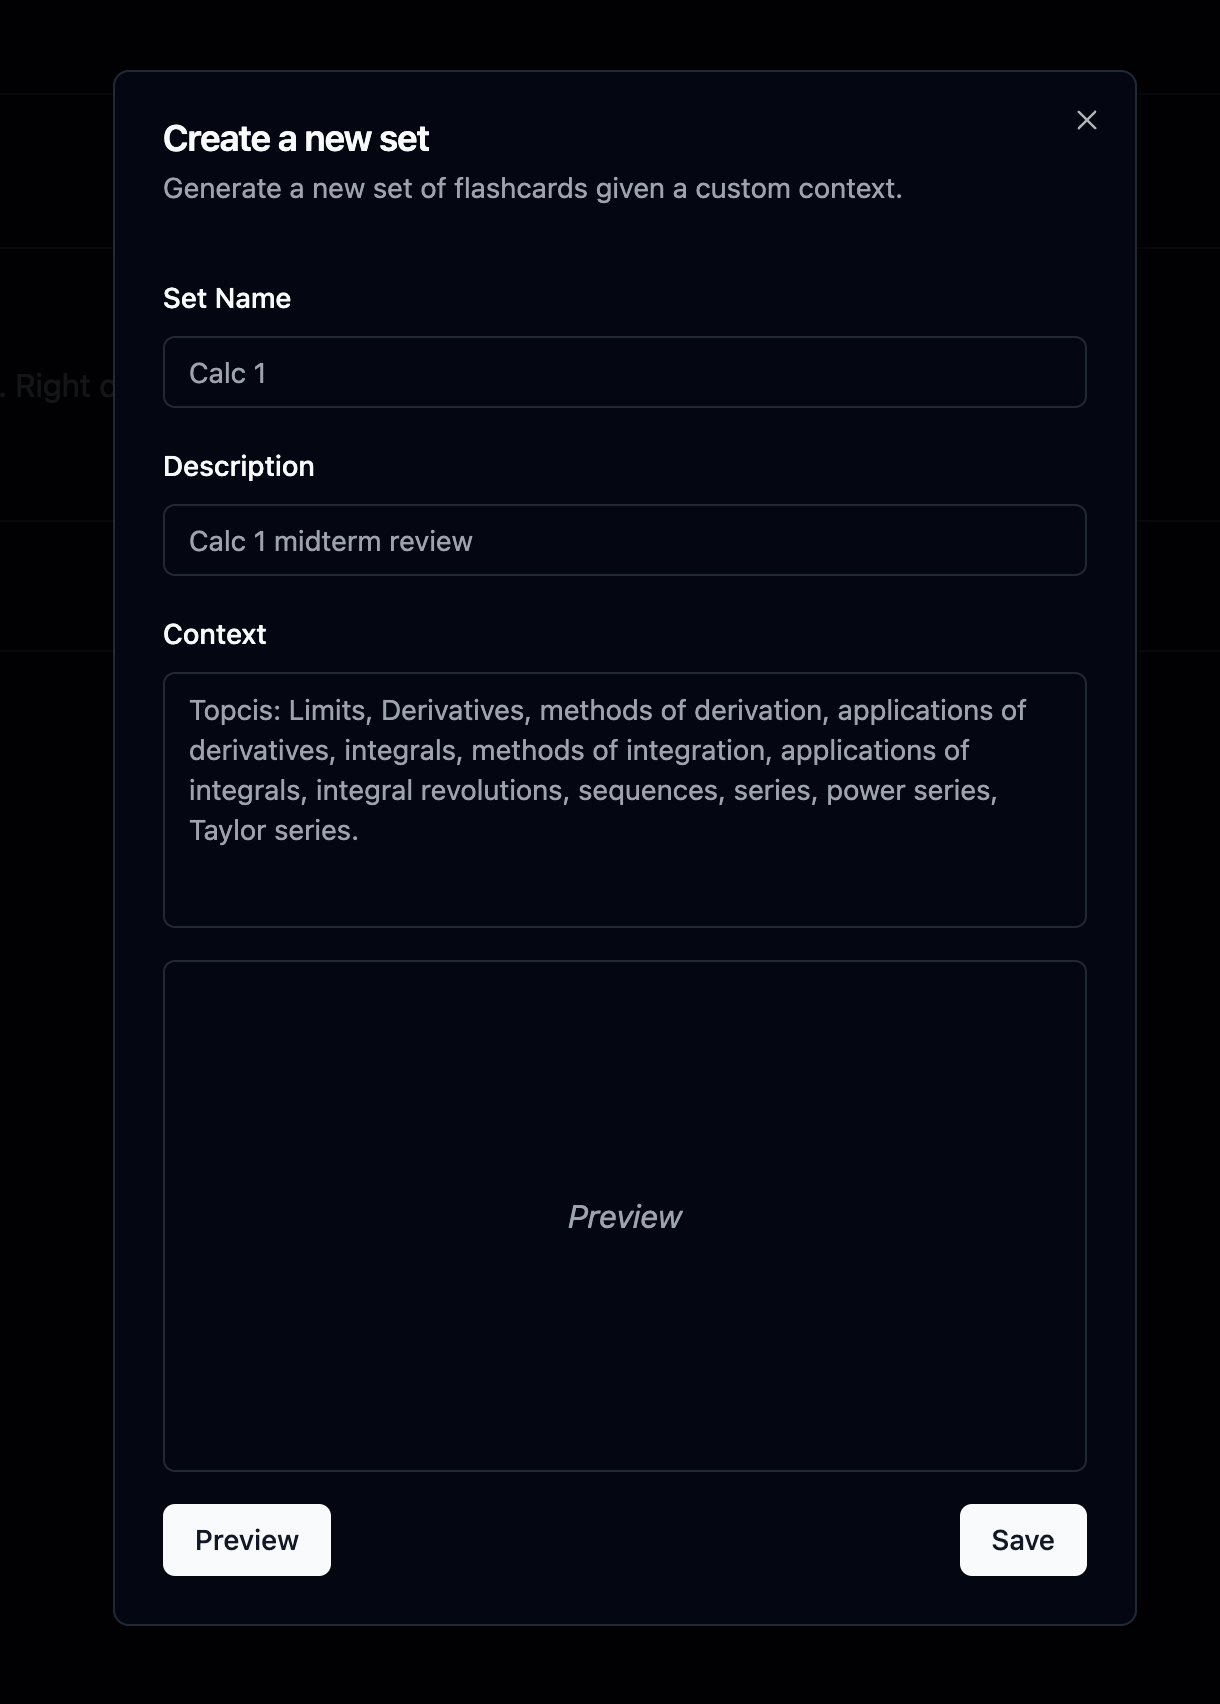 Create a new set
Generate a new set of flashcards given a custom context.
Set Name
Calc 1
. Right
Description
Calc 1 midterm review
Context
Topcis: Limits, Derivatives, methods of derivation, applications of
derivatives, integrals, methods of integration, applications of
integrals, integral revolutions, sequences, series, power series,
Taylor series.
Preview
Preview
Save